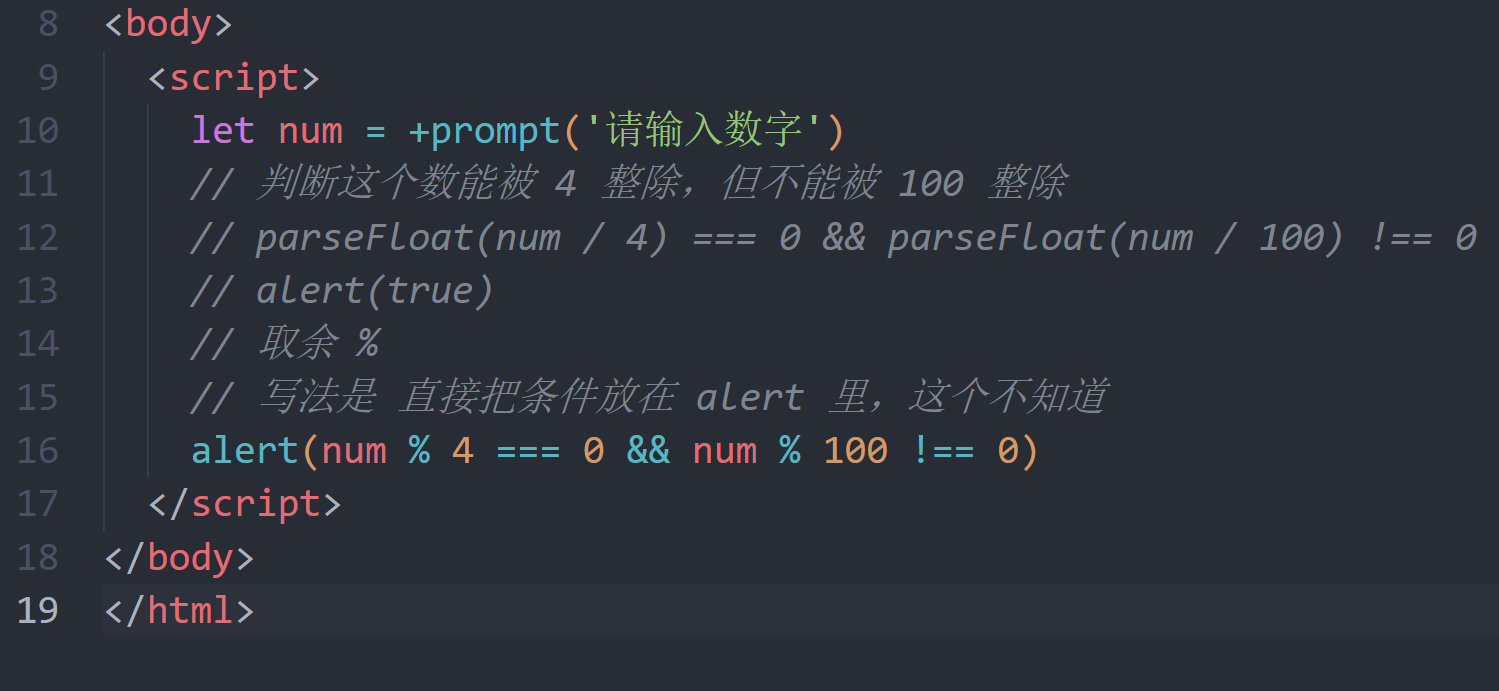 8 <body>
9 <script>
10 let num = +prompt('请输入数字')
11 // 判断这个数能被 4 整除，但不能被 100 整除
12 // parseFloat(num / 4) === 0 && parseFloat(num / 100) !== 0
13 // alert(true)
14 // 取余 %
15 // 写法是 直接把条件放在 alert 里，这个不知道
16 alert(num % 4 === 0 && num % 100 !== 0)
17 </script>
18 </body>
19 </html>